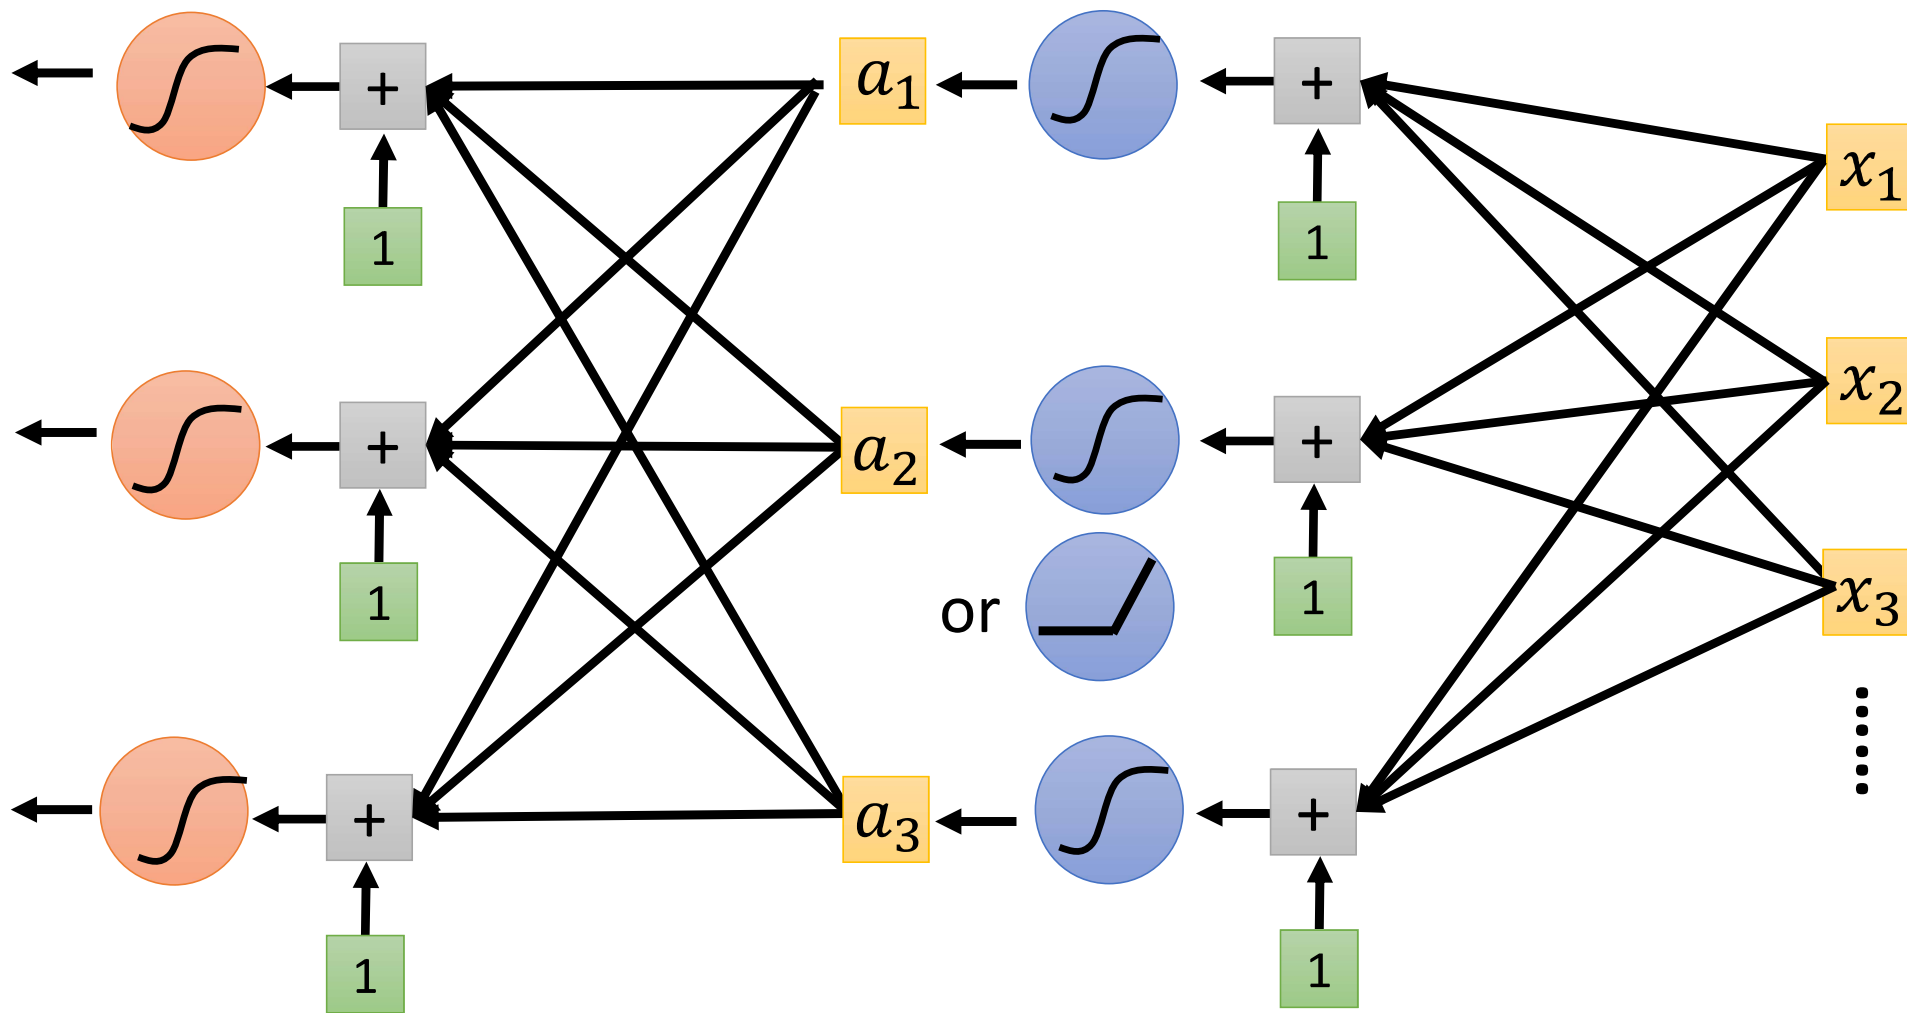 + a₁ +
x₁
1 1
x₂
+ a₂ +
1 or 1
x₃
+ a₃ +
1 1